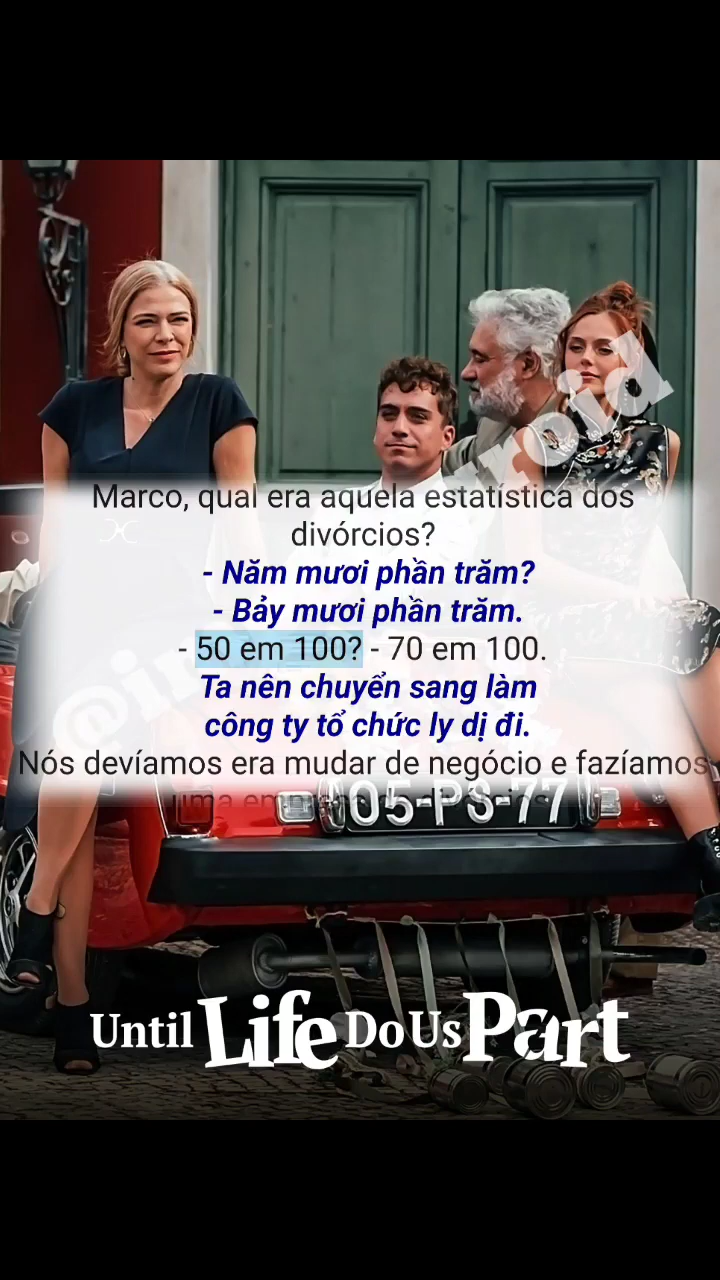 Marco, qual era aquela estatística dos
divórcios?
- Năm mươi phần trăm?
- Bảy mươi phần trăm.
- 50 em 100? - 70 em 100.
Ta nên chuyển sang làm
công ty tổ chức ly dị đi.
Nós devíamos era mudar de negócio e fazíamos
uma empresa
05-PS-77
Until Life Do Us Part